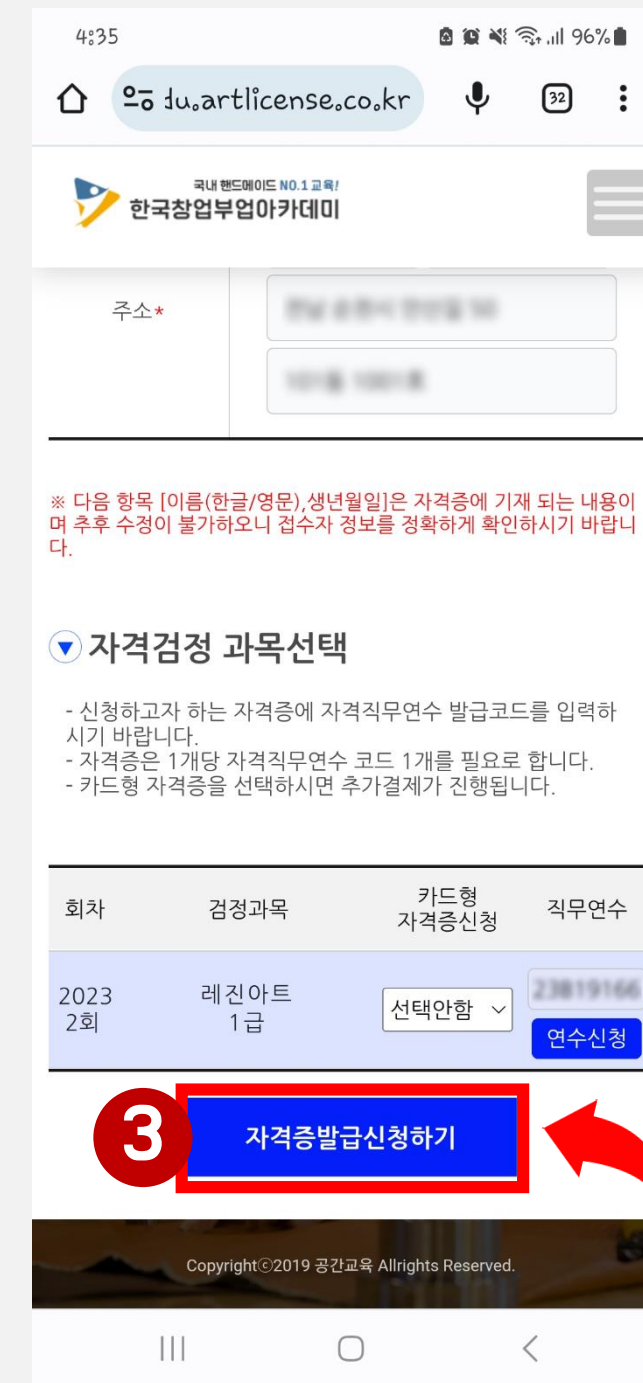 4:35
96%
du.artlicense.co.kr
32
국내 핸드메이드 NO.1 교육!
한국창업부업아카데미
주소*
※ 다음 항목 [이름(한글/영문),생년월일]은 자격증에 기재 되는 내용이
며 추후 수정이 불가하오니 접수자 정보를 정확하게 확인하시기 바랍니
다.
자격검정 과목선택
- 신청하고자 하는 자격증에 자격직무연수 발급코드를 입력하
시기 바랍니다.
- 자격증은 1개당 자격직무연수 코드 1개를 필요로 합니다.
- 카드형 자격증을 선택하시면 추가결제가 진행됩니다.
회차 검정과목 카드형 자격증신청 직무연수
2023 레진아트 선택안함
2회 1급 연수신청
3 자격증발급신청하기
Copyrightⓒ2019 공간교육 Allrights Reserved.